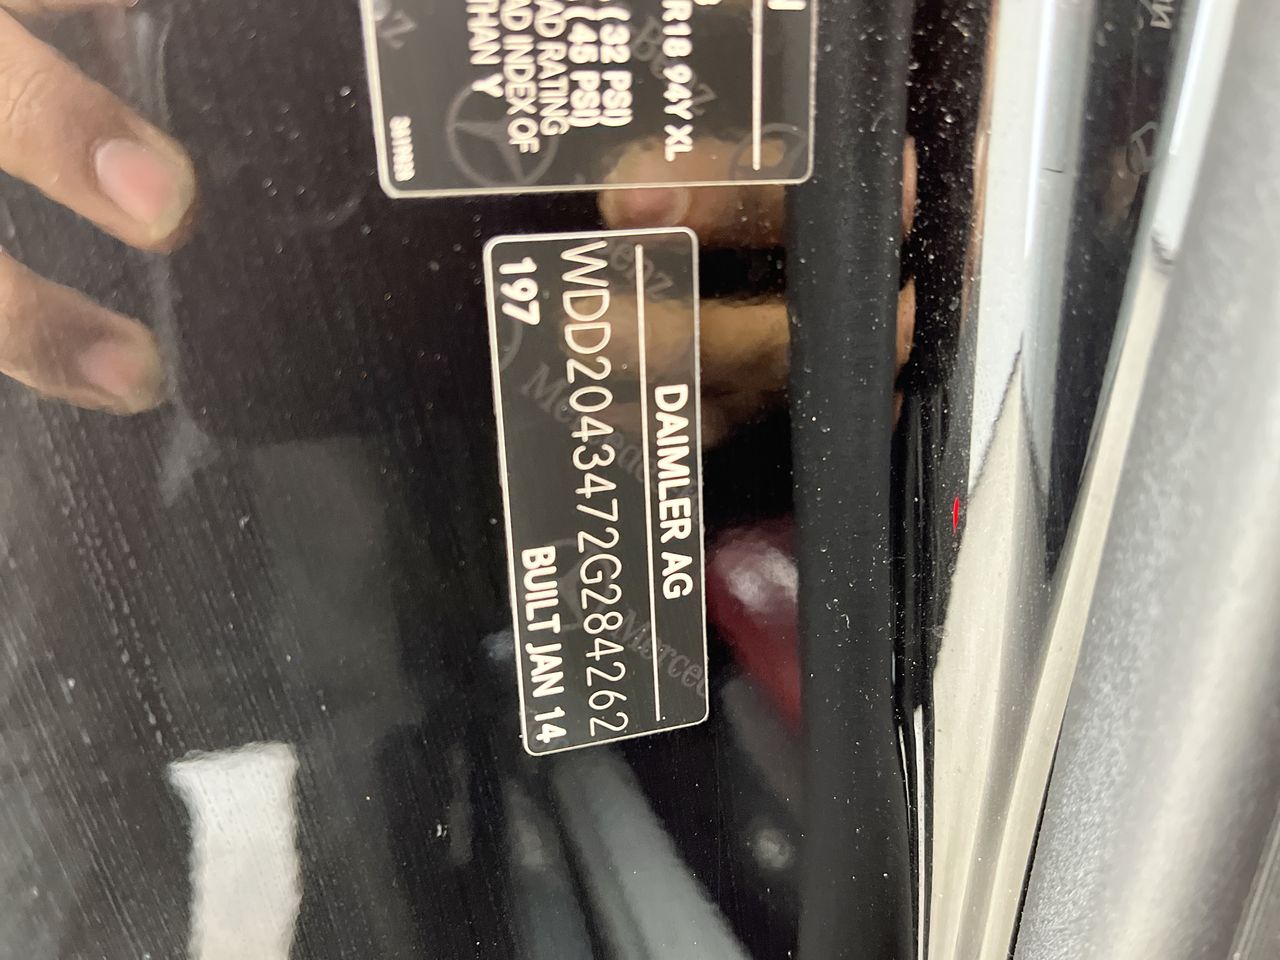 R18 94Y XL
(32 PSI)
(45 PSI)
AD RATING
AD INDEX OF
THAN Y
DAIMLER AG
WDD2043472G284262
197 BUILT JAN 14